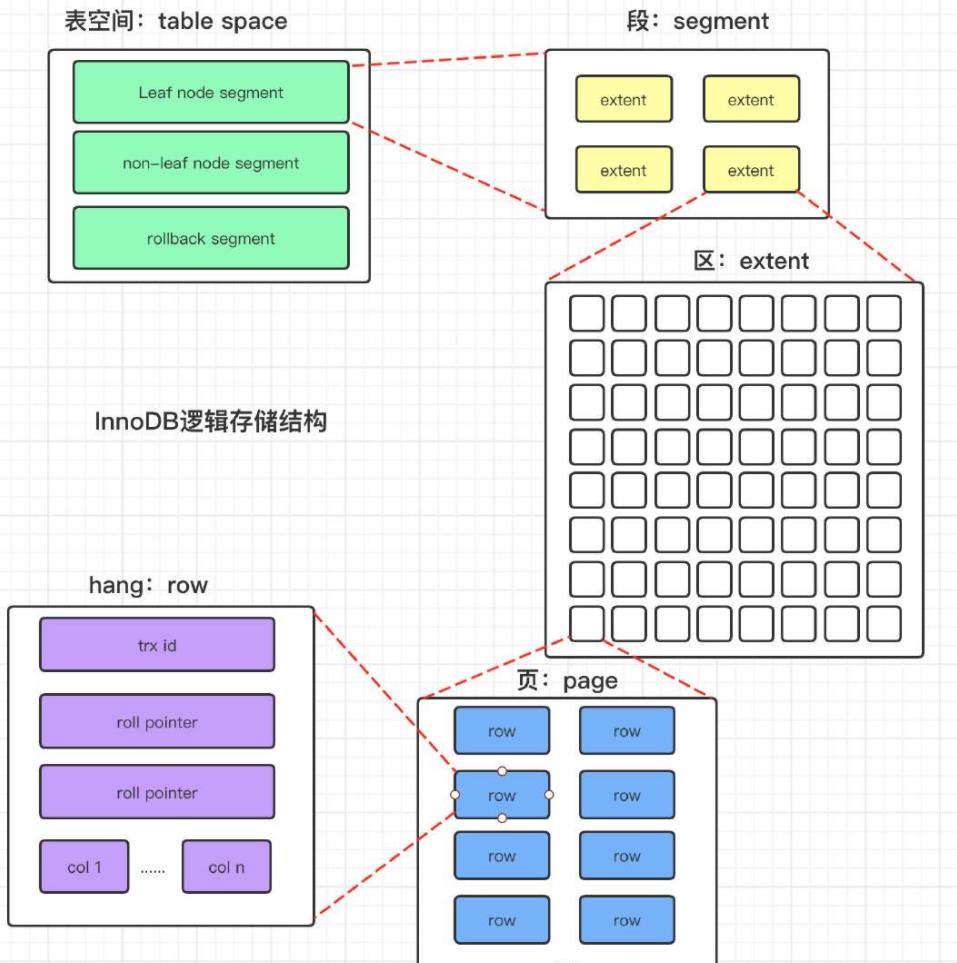 表空间：table space
段：segment
Leaf node segment
non-leaf node segment
rollback segment
extent
extent
extent
extent
区：extent
InnoDB逻辑存储结构
hang：row
trx id
roll pointer
roll pointer
col 1 ...... col n
页：page
row row
row row
row row
row row